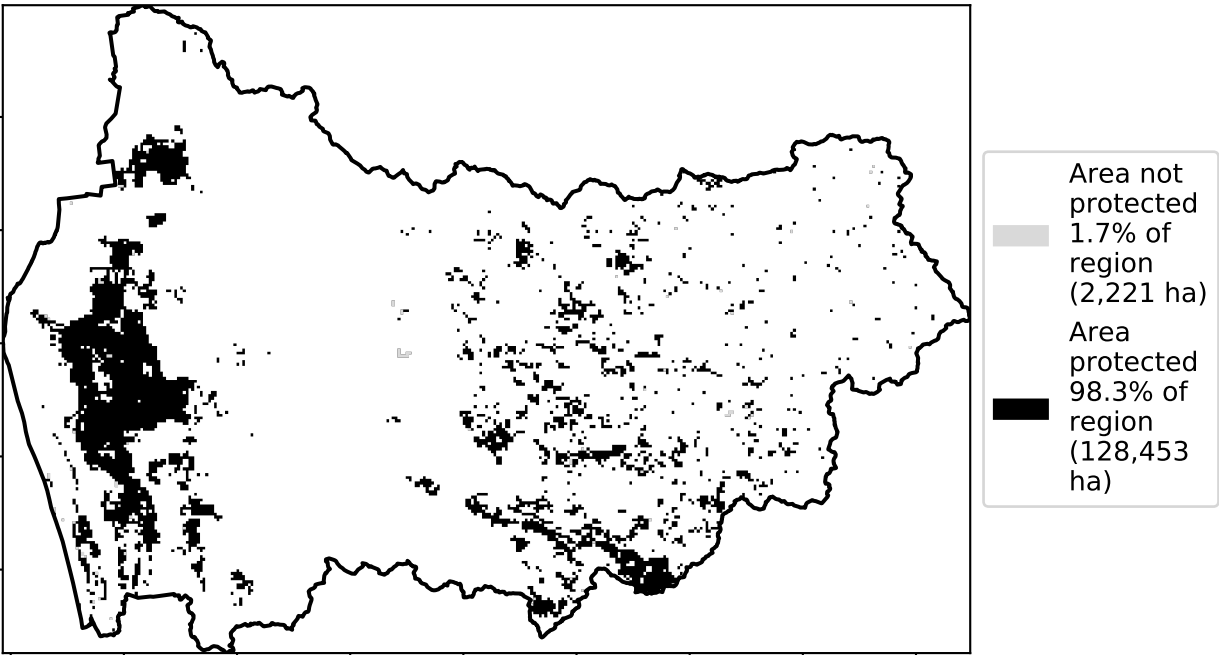 Area not
protected
1.7% of
region
(2,221 ha)
Area
protected
98.3% of
region
(128,453
ha)